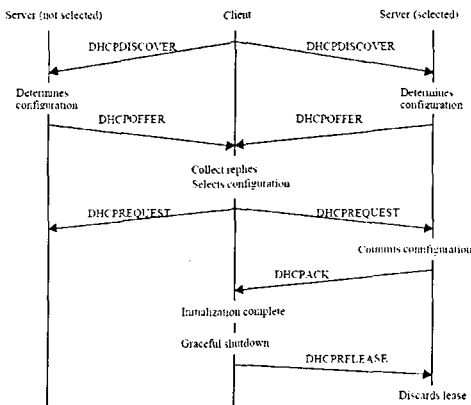 Server (not selected) Client Server (selected)
DHCPDISCOVER DHCPDISCOVER
Determines
configuration
Determines
configuration
DHCPOFFER DHCPOFFER
Collect replies
Selects configuration
DHCPREQUEST DHCPREQUEST
Commits configuration
DHCPACK
Initialization complete
Graceful shutdown
DHCPRELEASE
Discards lease